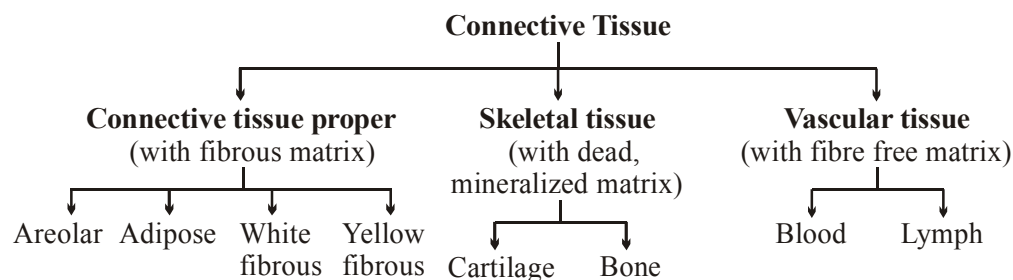 Connective Tissue
Connective tissue proper
(with fibrous matrix)
Skeletal tissue
(with dead,
mineralized matrix)
Vascular tissue
(with fibre free matrix)
Areolar
Adipose
White
fibrous
Yellow
fibrous
Cartilage
Bone
Blood
Lymph